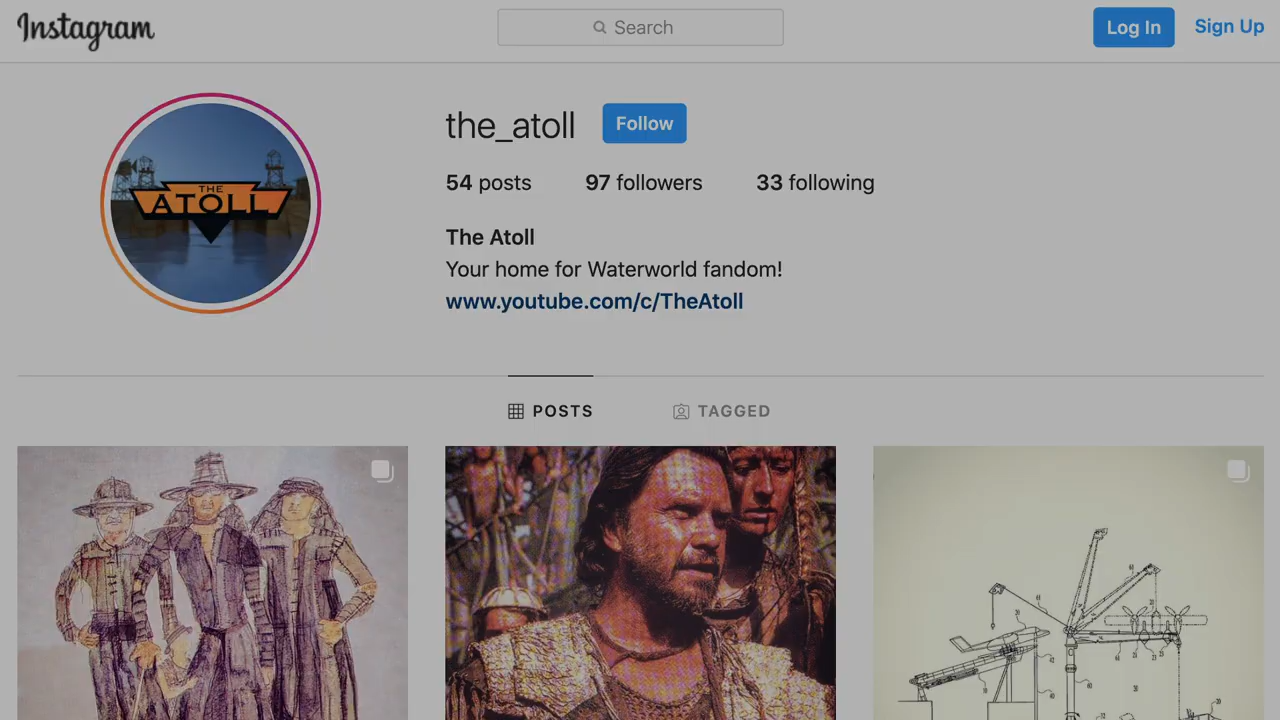 Instagram
Search
Log In
Sign Up
THE
ATOLL
the_atoll
Follow
54 posts
97 followers
33 following
The Atoll
Your home for Waterworld fandom!
www.youtube.com/c/TheAtoll
POSTS
TAGGED